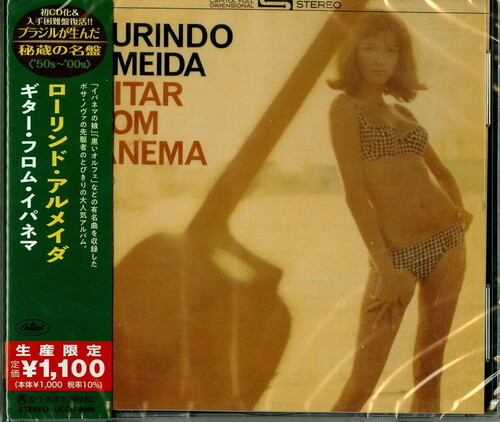 初CD化&
入手困難盤復活!!
ブラジルが生んだ
秘蔵の名盤
〈'50s～'00s〉
「イパネマの娘」「黒いオルフェ」などの有名曲を収録した
ボサ・ノヴァの先駆者のとびきりの大人気アルバム。
ローリンド・アルメイダ
ギター・フロム・イパネマ
Capitol
生産限定
定価 ¥1,100
(本体¥1,000 税率10%)
STEREO
CAPITOL FULL DIMENSIONAL STEREO
URINDO
MEIDA
ITAR
OM
ANEMA